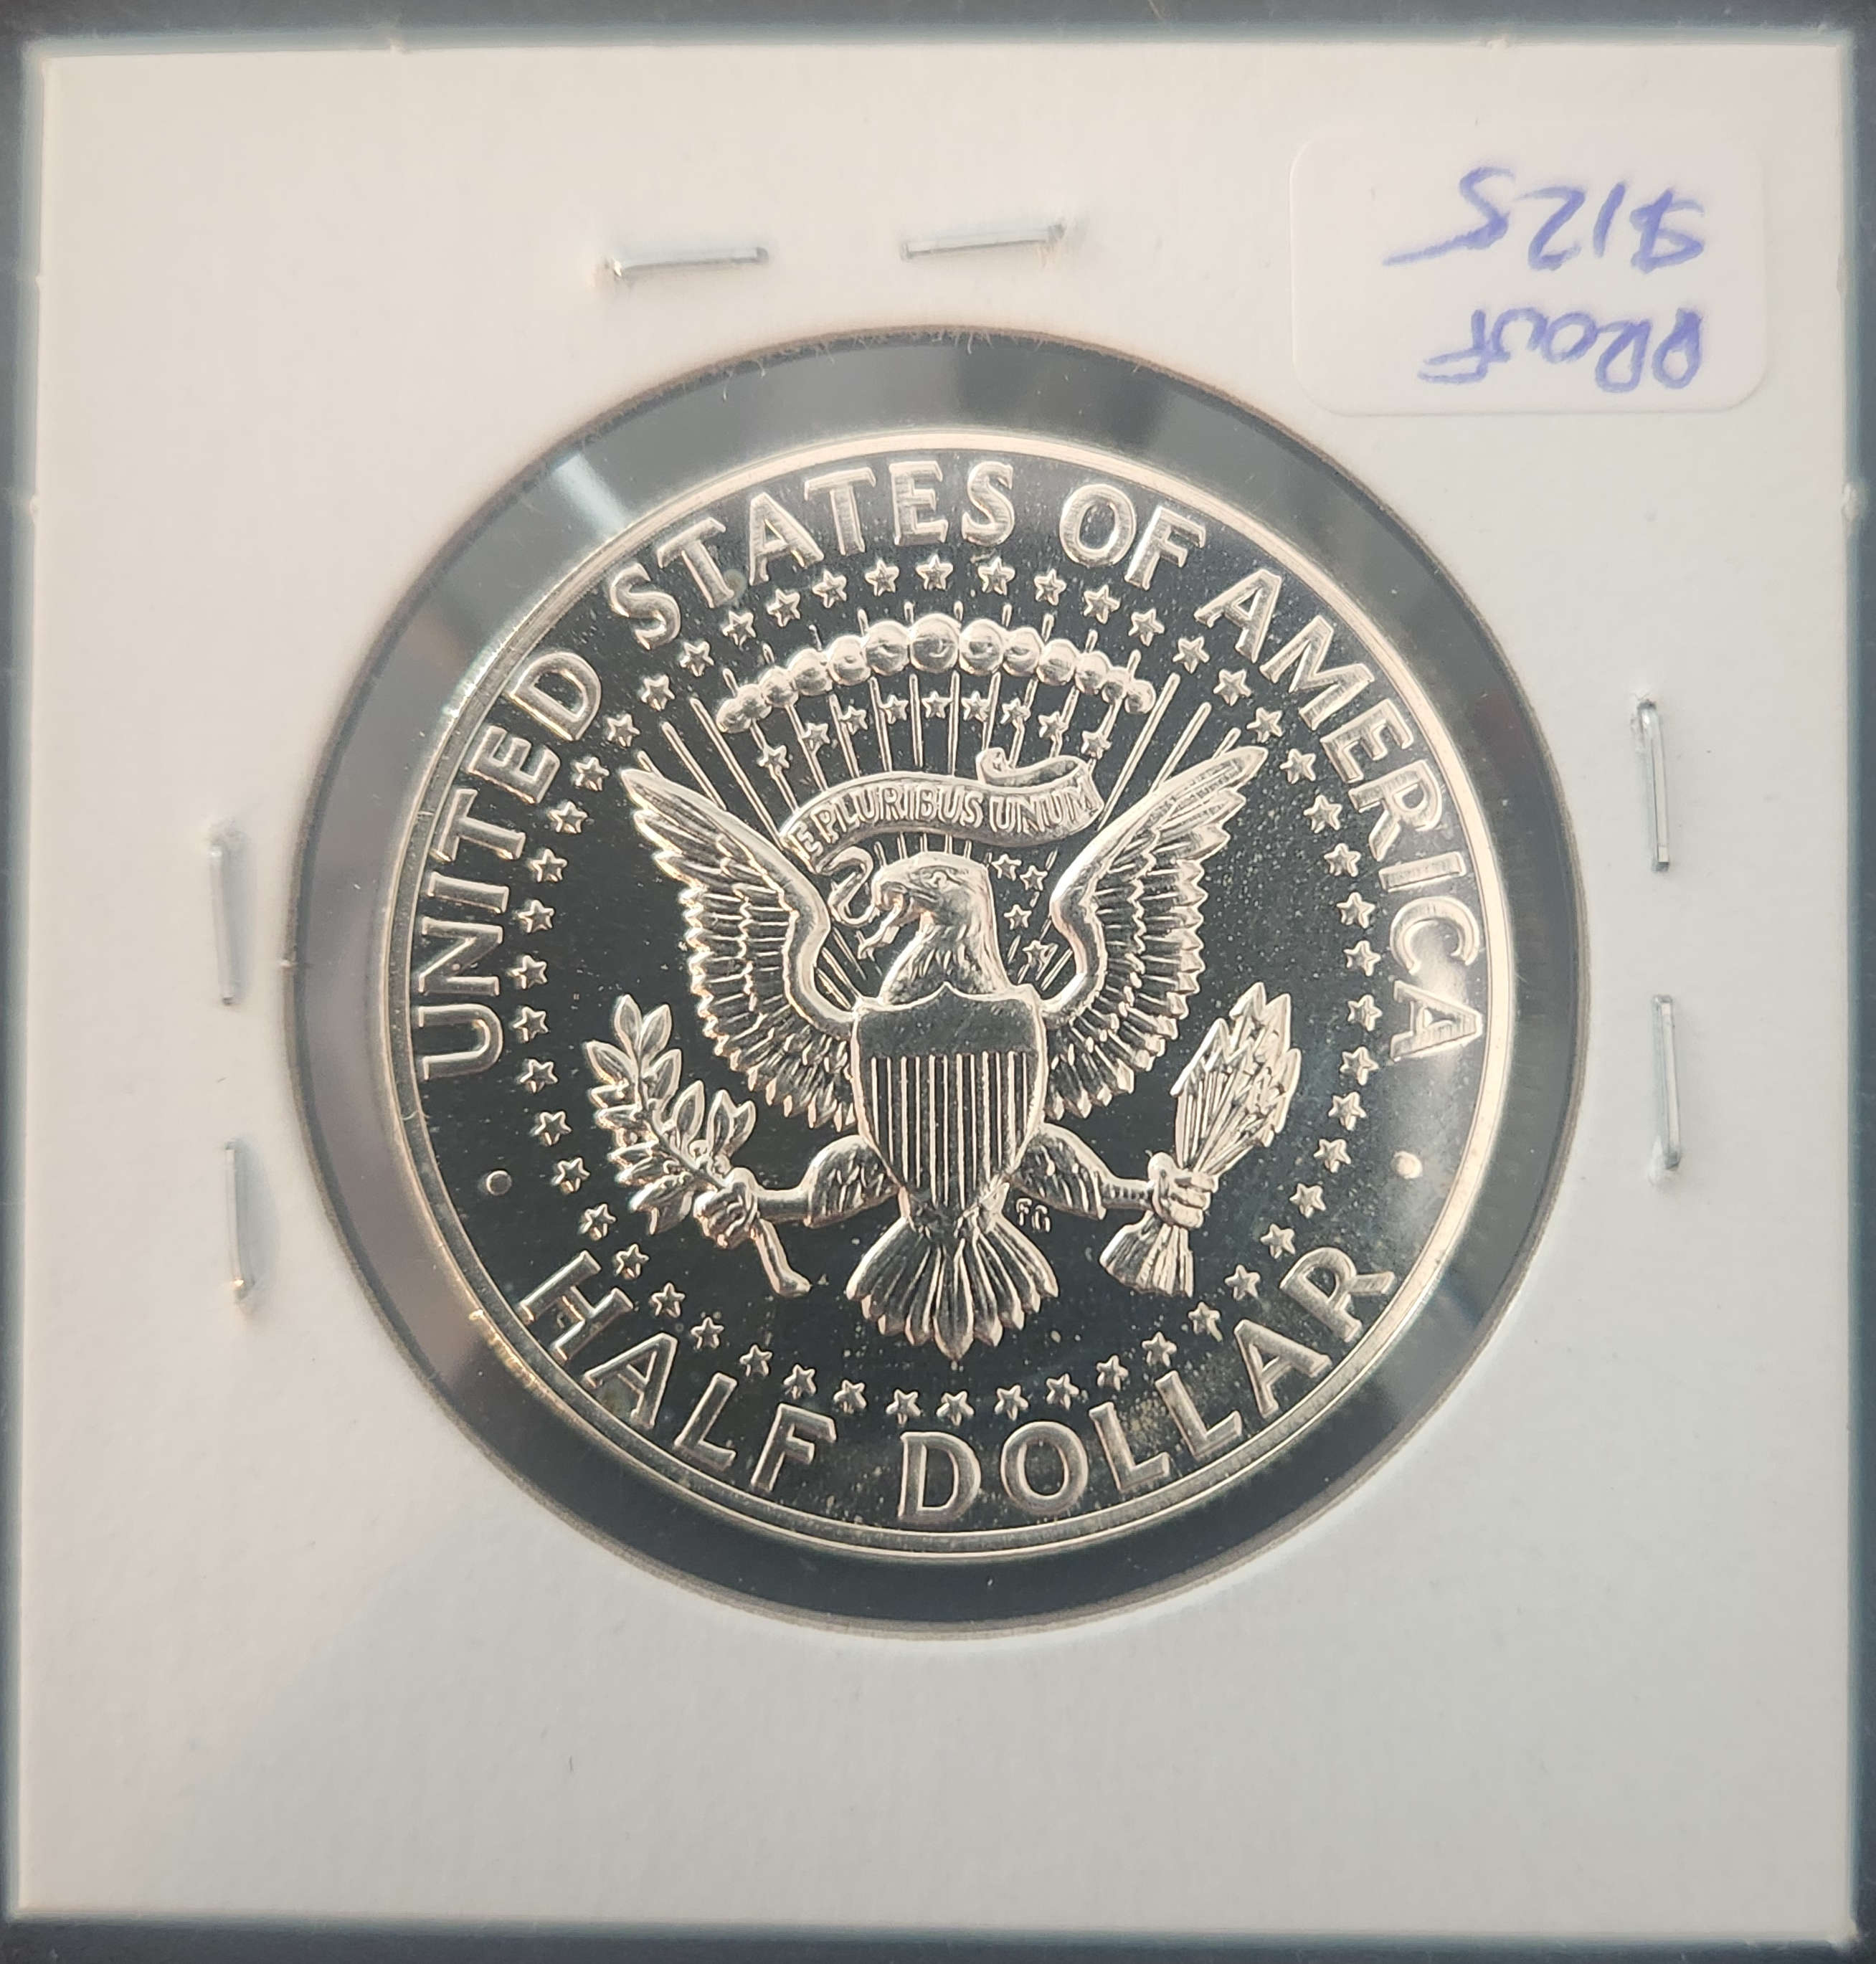 PROOF
$125
UNITED STATES OF AMERICA
E PLURIBUS UNUM
FG
HALF DOLLAR